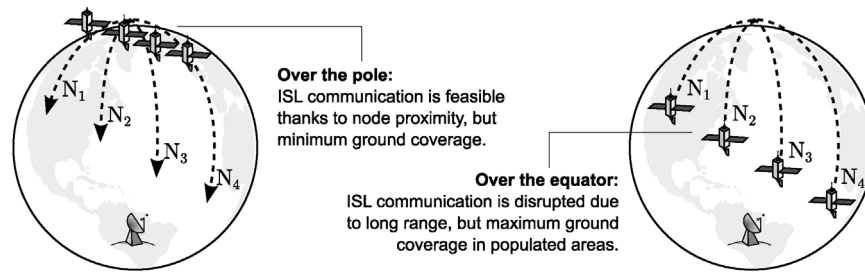 N₁
N₂
N₃
N₄
Over the pole:
ISL communication is feasible
thanks to node proximity, but
minimum ground coverage.
Over the equator:
ISL communication is disrupted due
to long range, but maximum ground
coverage in populated areas.
N₁
N₂
N₃
N₄